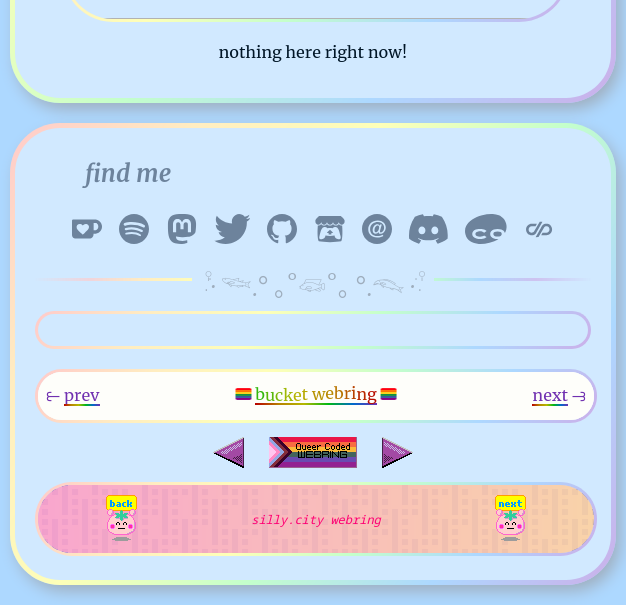 nothing here right now!
find me
prev
bucket webring
next
Queer Coded
WEBRING
back
silly.city webring
next